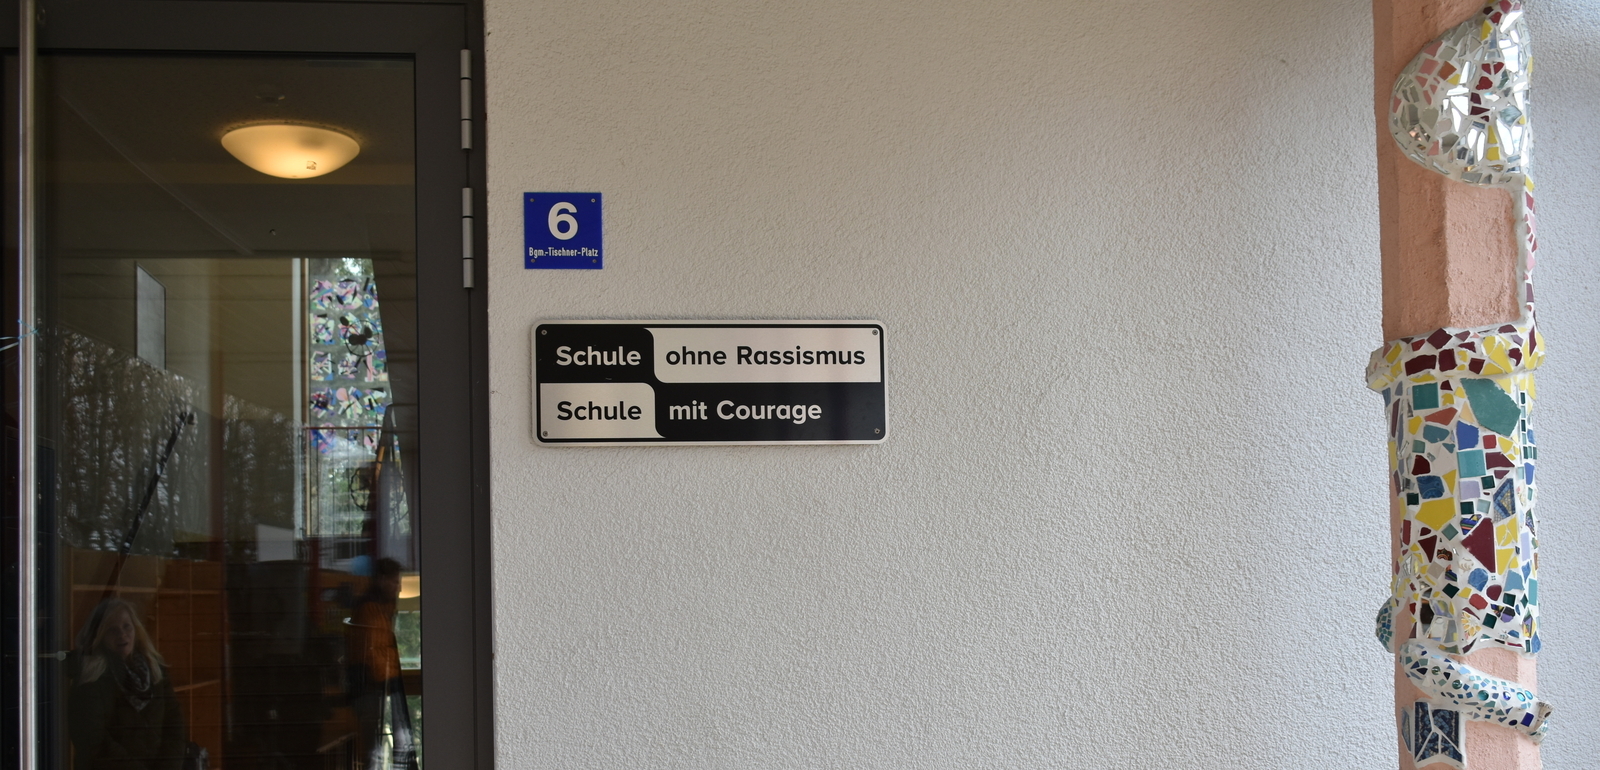 6
Bgm.-Tischner-Platz
Schule ohne Rassismus
Schule mit Courage